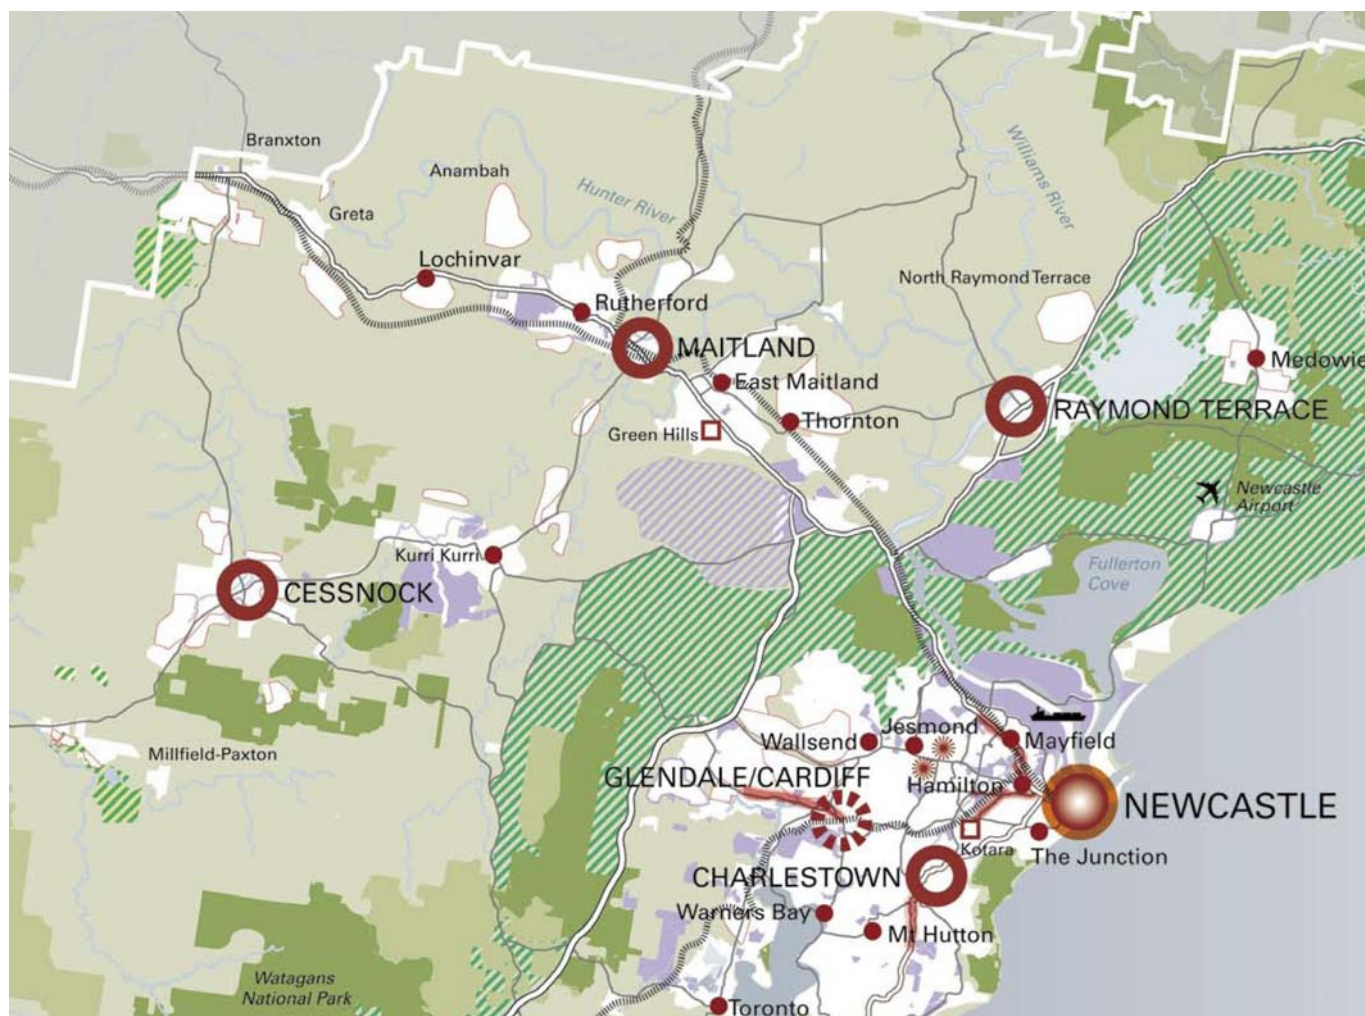 Branxton
Anambah
Hunter River
Williams River
Greta
Lochinvar
North Raymond Terrace
Rutherford
MAITLAND
Medowie
East Maitland
RAYMOND TERRACE
Thornton
Green Hills
Newcastle
Airport
Kurri Kurri
Fullerton
Cove
CESSNOCK
Jesmond
Wallsend
Mayfield
Millfield-Paxton
GLENDALE/CARDIFF
Hamilton
NEWCASTLE
Kotara
The Junction
CHARLESTOWN
Warners Bay
Mt Hutton
Watagans
National Park
Toronto